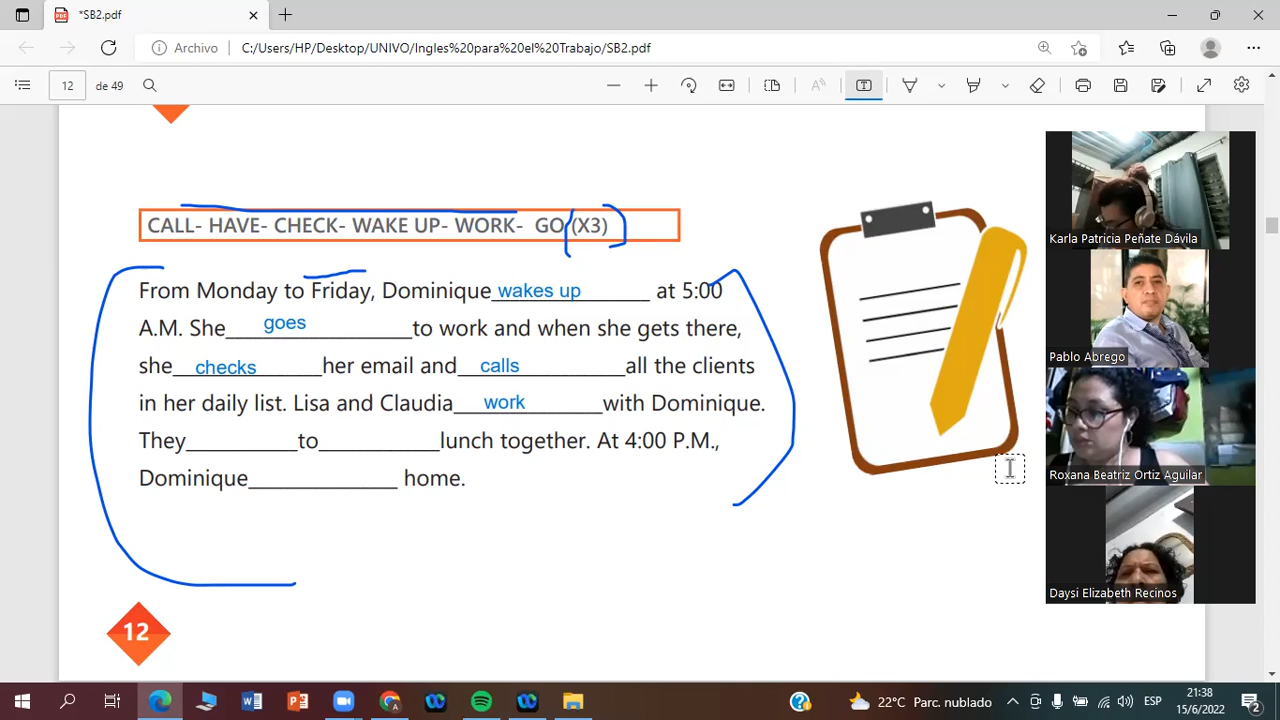 *SB2.pdf
Archivo C:/Users/HP/Desktop/UNIVO/Ingles%20para%20el%20Trabajo/SB2.pdf
12 de 49
CALL- HAVE- CHECK- WAKE UP- WORK- GO (X3)
From Monday to Friday, Dominique wakes up at 5:00
A.M. She goes to work and when she gets there,
she checks her email and calls all the clients
in her daily list. Lisa and Claudia work with Dominique.
They____________to_____________lunch together. At 4:00 P.M.,
Dominique________________ home.
12
Karla Patricia Peñate Dávila
Pablo Abrego
Roxana Beatriz Ortiz Aguilar
Daysi Elizabeth Recinos
22°C Parc. nublado ESP 21:38
15/6/2022 2